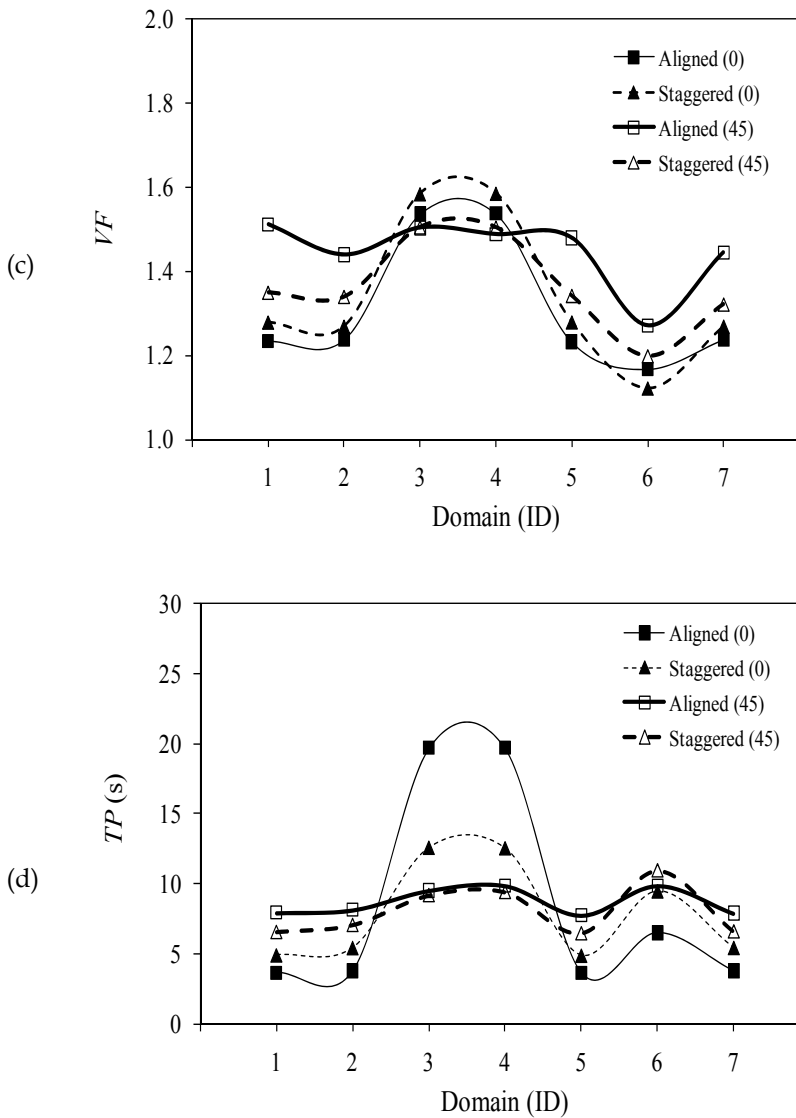 (c)
VF
2.0
1.8
1.6
1.4
1.2
1.0
Aligned (0)
Staggered (0)
Aligned (45)
Staggered (45)
1 2 3 4 5 6 7
Domain (ID)
(d)
TP (s)
30
25
20
15
10
5
0
Aligned (0)
Staggered (0)
Aligned (45)
Staggered (45)
1 2 3 4 5 6 7
Domain (ID)